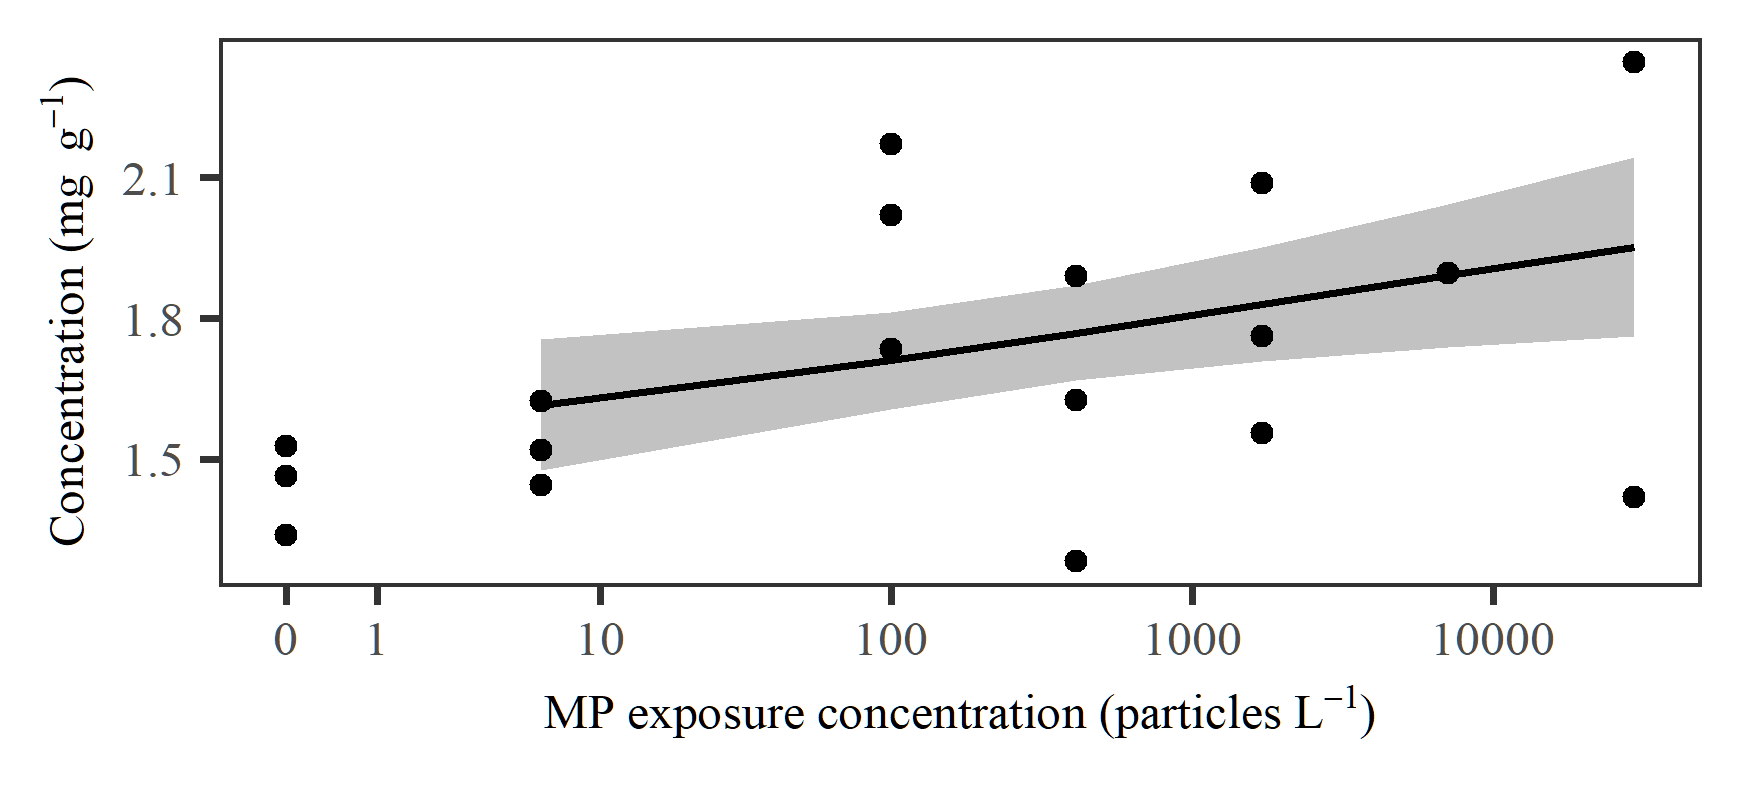 Concentration (mg g⁻¹)
2.1
1.8
1.5
0 1 10 100 1000 10000
MP exposure concentration (particles L⁻¹)